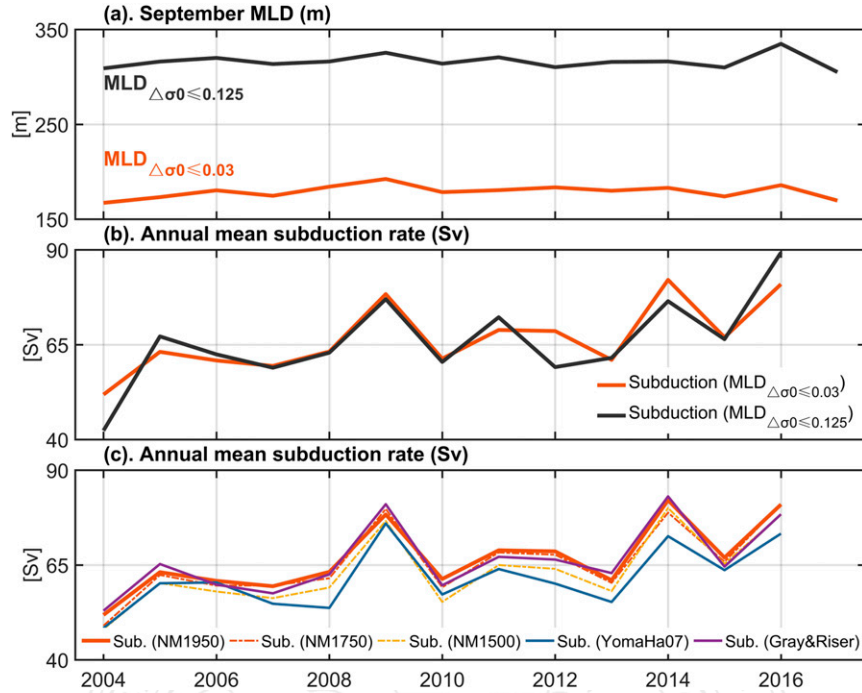 (a). September MLD (m)
350
MLD△σ0≤0.125
[m]
250
MLD△σ0≤0.03
150
(b). Annual mean subduction rate (Sv)
90
[Sv]
65
Subduction (MLD△σ0≤0.03)
Subduction (MLD△σ0≤0.125)
40
(c). Annual mean subduction rate (Sv)
90
[Sv]
65
Sub. (NM1950) Sub. (NM1750) Sub. (NM1500) Sub. (YomaHa07) Sub. (Gray&Riser)
40
2004 2006 2008 2010 2012 2014 2016